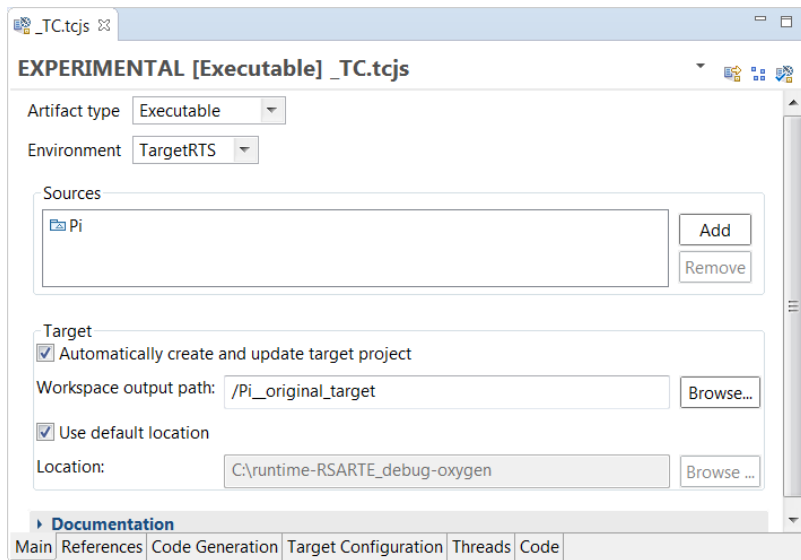 _TC.tcjs
EXPERIMENTAL [Executable] _TC.tcjs
Artifact type Executable
Environment TargetRTS
Sources
Pi
Add
Remove
Target
Automatically create and update target project
Workspace output path: /Pi__original_target Browse...
Use default location
Location: C:\runtime-RSARTE_debug-oxygen Browse ...
Documentation
Main References Code Generation Target Configuration Threads Code